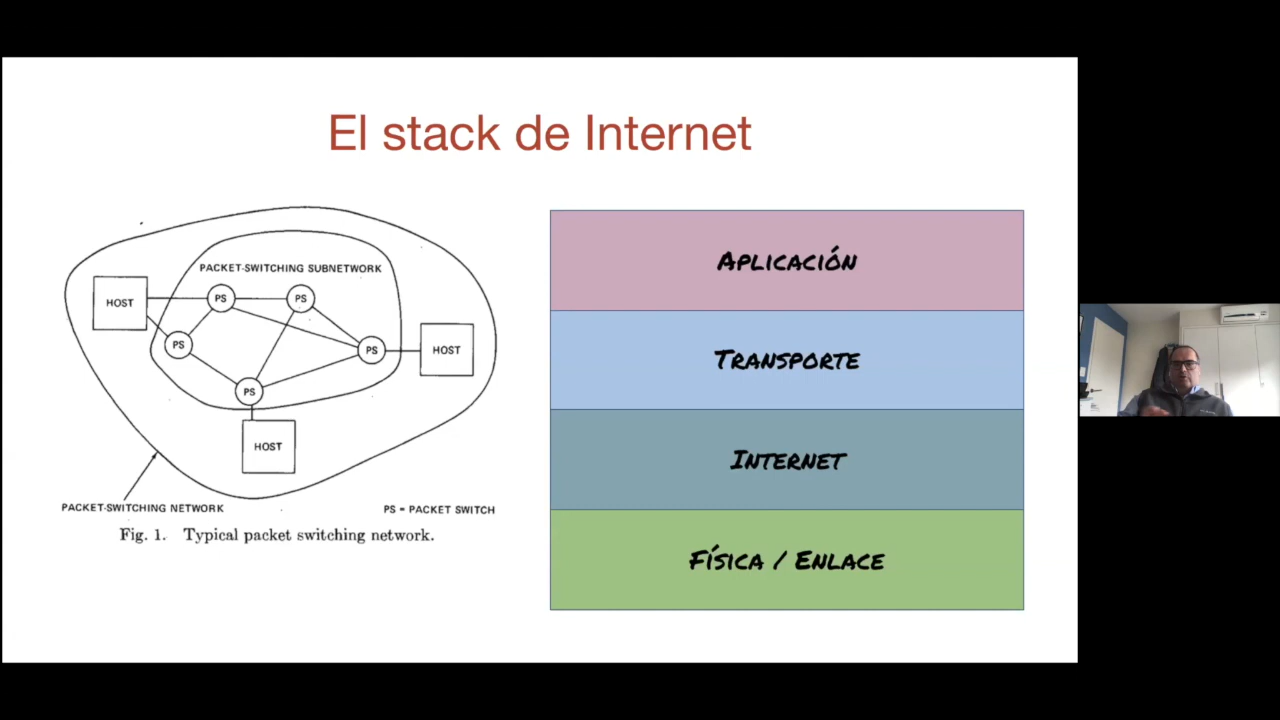 El stack de Internet
PACKET-SWITCHING SUBNETWORK
HOST
PS
PS
PS
PS
HOST
PS
HOST
PACKET-SWITCHING NETWORK
PS = PACKET SWITCH
Fig. 1. Typical packet switching network.
APLICACIÓN
TRANSPORTE
INTERNET
FÍSICA / ENLACE